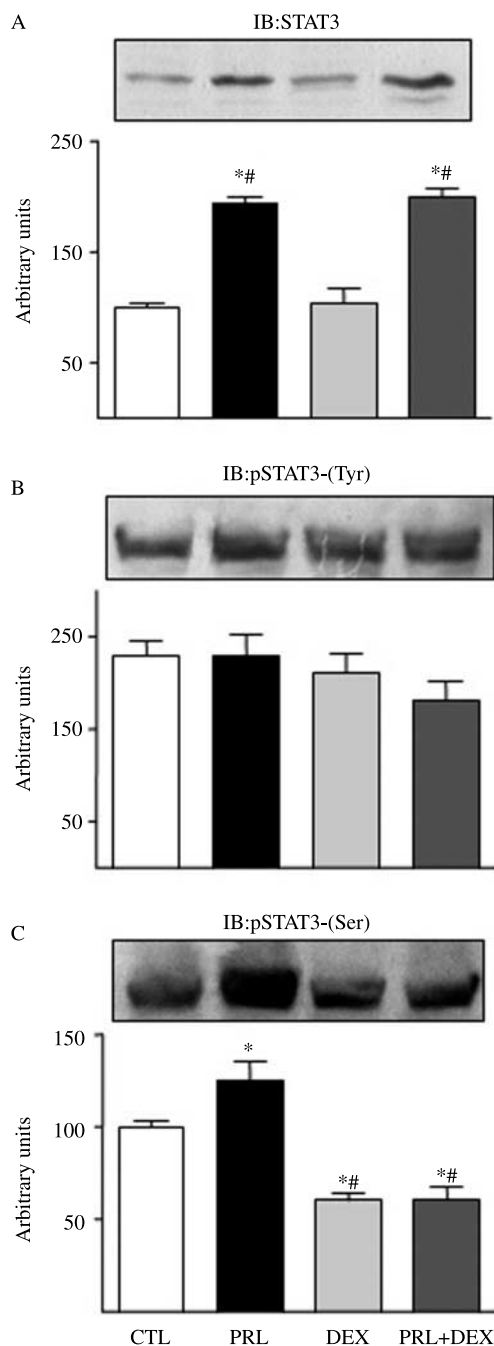 A
IB:STAT3
250
*#
*#
150
50
Arbitrary units
B
IB:pSTAT3-(Tyr)
250
150
50
Arbitrary units
C
IB:pSTAT3-(Ser)
150
*
100
*#
*#
50
Arbitrary units
CTL PRL DEX PRL+DEX